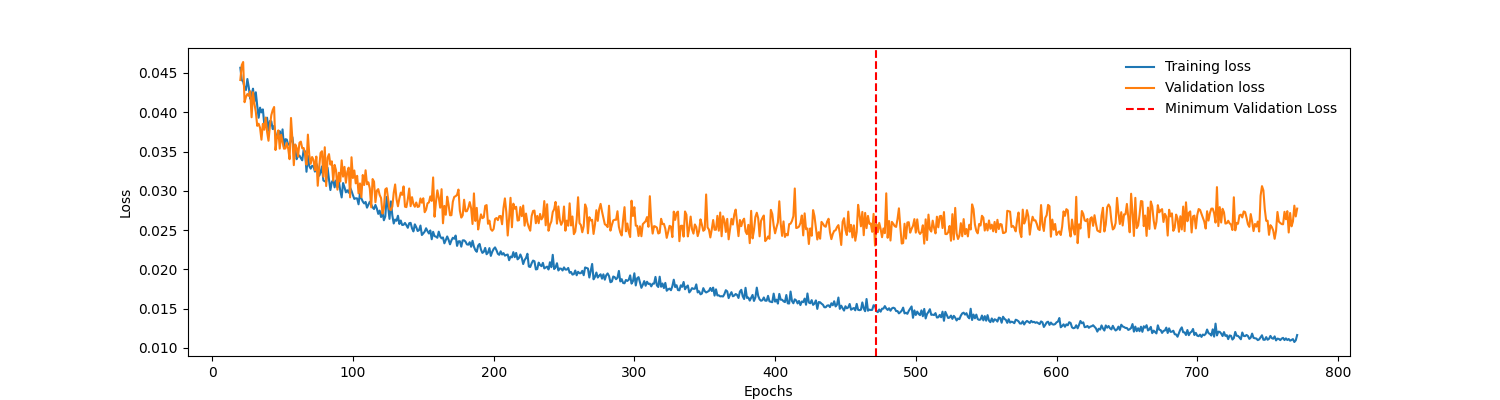 0.045
0.040
0.035
0.030
0.025
0.020
0.015
0.010
Loss
Training loss
Validation loss
Minimum Validation Loss
0 100 200 300 400 500 600 700 800
Epochs